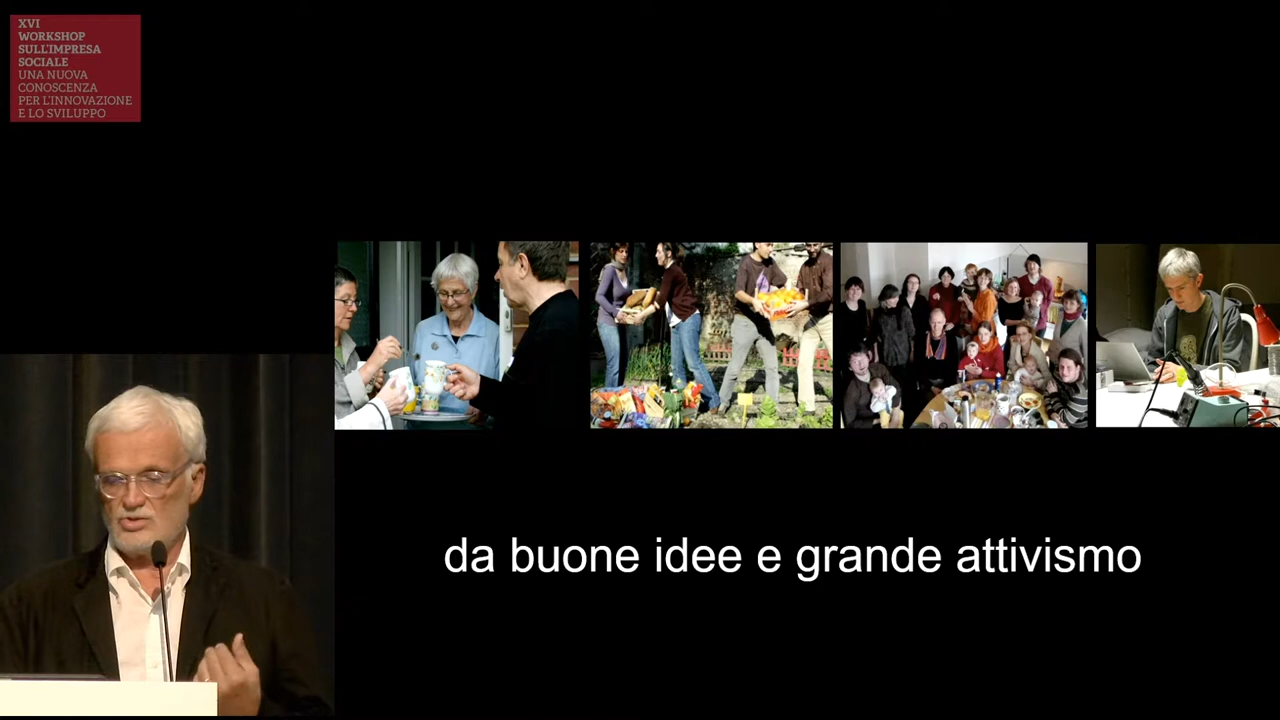 XVI
WORKSHOP
SULL'IMPRESA
SOCIALE
UNA NUOVA
CONOSCENZA
PER L'INNOVAZIONE
E LO SVILUPPO
da buone idee e grande attivismo